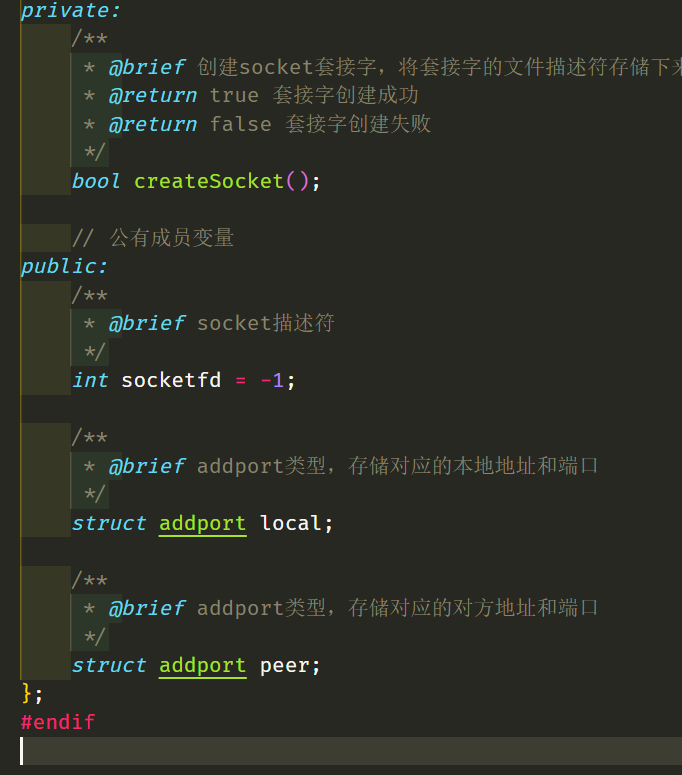 private:
/**
* @brief 创建socket套接字，将套接字的文件描述符存储下来
* @return true 套接字创建成功
* @return false 套接字创建失败
*/
bool createSocket();
// 公有成员变量
public:
/**
* @brief socket描述符
*/
int socketfd = -1;
/**
* @brief addport类型，存储对应的本地地址和端口
*/
struct addport local;
/**
* @brief addport类型，存储对应的对方地址和端口
*/
struct addport peer;
};
#endif